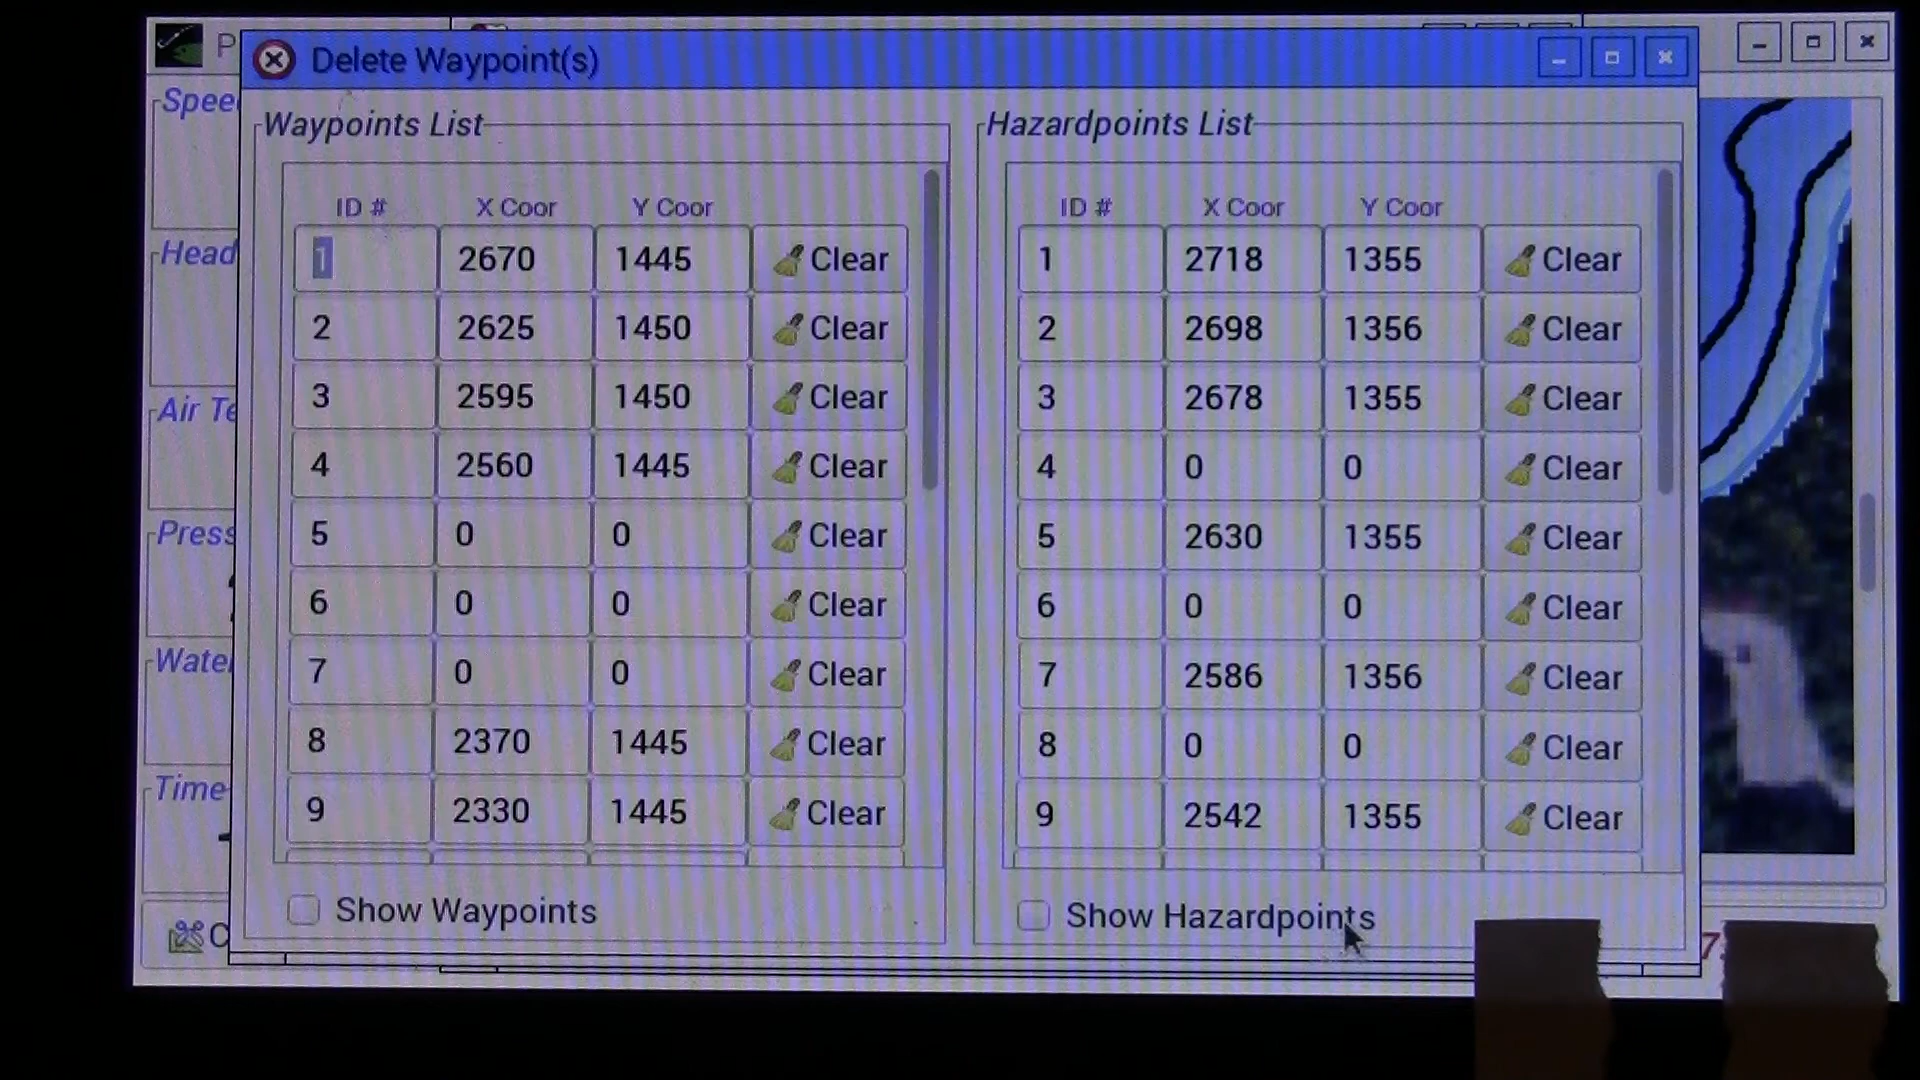 P
Delete Waypoint(s)
Spee
Head
Air Te
Press
Wate
Time
C
Waypoints List
ID # X Coor Y Coor
1 2670 1445 Clear
2 2625 1450 Clear
3 2595 1450 Clear
4 2560 1445 Clear
5 0 0 Clear
6 0 0 Clear
7 0 0 Clear
8 2370 1445 Clear
9 2330 1445 Clear
Show Waypoints
Hazardpoints List
ID # X Coor Y Coor
1 2718 1355 Clear
2 2698 1356 Clear
3 2678 1355 Clear
4 0 0 Clear
5 2630 1355 Clear
6 0 0 Clear
7 2586 1356 Clear
8 0 0 Clear
9 2542 1355 Clear
Show Hazardpoints
7